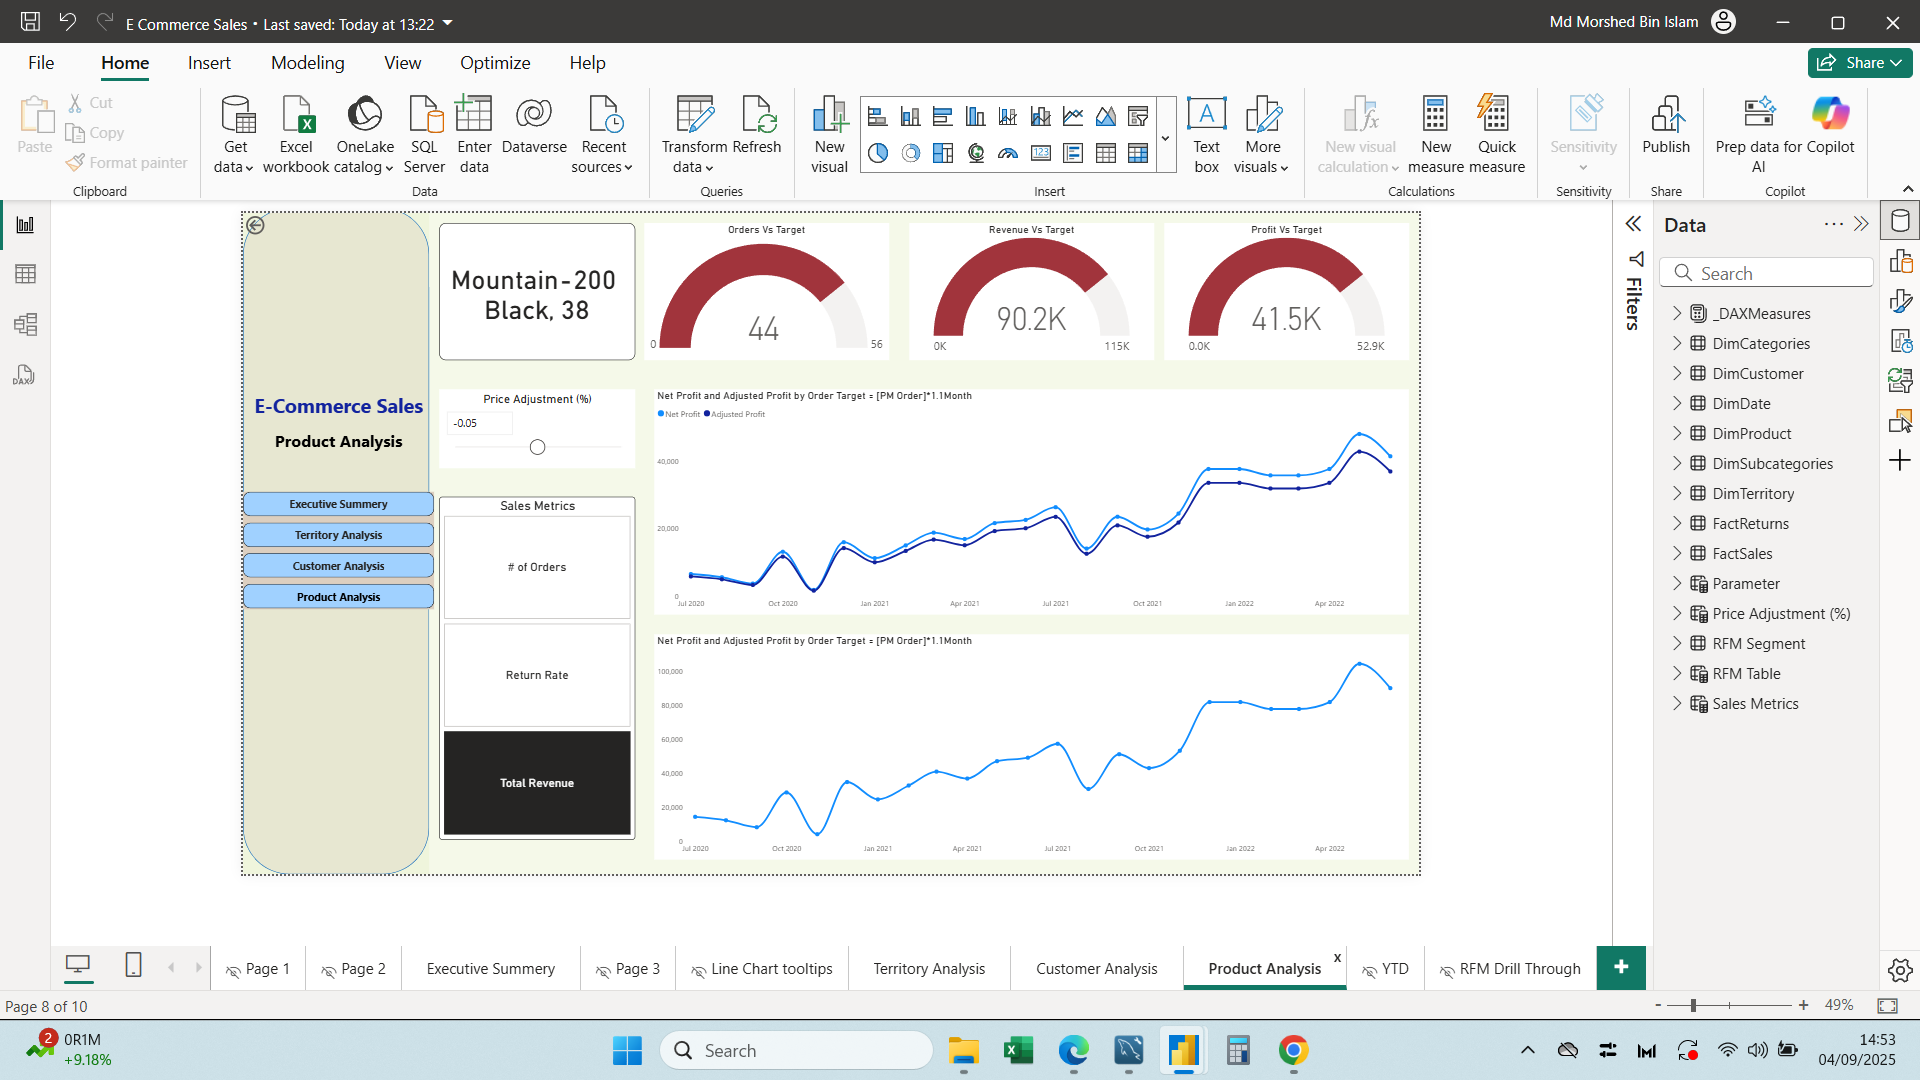 E Commerce Sales • Last saved: Today at 13:22
Md Morshed Bin Islam
File Home Insert Modeling View Optimize Help
Share
Paste
Cut
Copy
Format painter
Clipboard
Get data
Excel workbook
OneLake catalog
SQL Server
Enter data
Dataverse
Recent sources
Data
Transform data
Refresh
Queries
New visual
Text box
More visuals
Insert
New visual calculation
New measure
Quick measure
Calculations
Sensitivity
Sensitivity
Publish
Share
Prep data for AI
Copilot
Copilot
E-Commerce Sales
Product Analysis
Executive Summery
Territory Analysis
Customer Analysis
Product Analysis
Mountain-200
Black, 38
Orders Vs Target
44
0
56
Revenue Vs Target
90.2K
0K
115K
Profit Vs Target
41.5K
0.0K
52.9K
Price Adjustment (%)
-0.05
Sales Metrics
# of Orders
Return Rate
Total Revenue
Net Profit and Adjusted Profit by Order Target = [PM Order]*1.1Month
Net Profit Adjusted Profit
40,000
20,000
0
Jul 2020 Oct 2020 Jan 2021 Apr 2021 Jul 2021 Oct 2021 Jan 2022 Apr 2022
Net Profit and Adjusted Profit by Order Target = [PM Order]*1.1Month
100,000
80,000
60,000
40,000
20,000
0
Jul 2020 Oct 2020 Jan 2021 Apr 2021 Jul 2021 Oct 2021 Jan 2022 Apr 2022
Filters
Data
Search
_DAXMeasures
DimCategories
DimCustomer
DimDate
DimProduct
DimSubcategories
DimTerritory
FactReturns
FactSales
Parameter
Price Adjustment (%)
RFM Segment
RFM Table
Sales Metrics
Page 1 Page 2 Executive Summery Page 3 Line Chart tooltips Territory Analysis Customer Analysis Product Analysis x YTD RFM Drill Through +
Page 8 of 10
- + 49%
2
0R1M
+9.18%
Search
14:53
04/09/2025